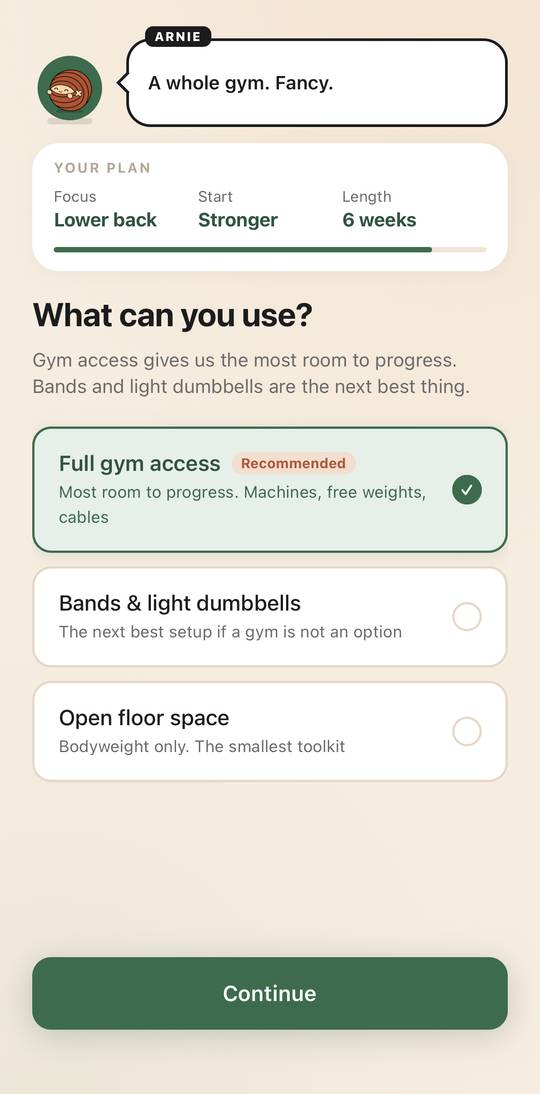 ARNIE
A whole gym. Fancy.
YOUR PLAN
Focus
Lower back
Start
Stronger
Length
6 weeks
What can you use?
Gym access gives us the most room to progress.
Bands and light dumbbells are the next best thing.
Full gym access
Recommended
Most room to progress. Machines, free weights,
cables
Bands & light dumbbells
The next best setup if a gym is not an option
Open floor space
Bodyweight only. The smallest toolkit
Continue